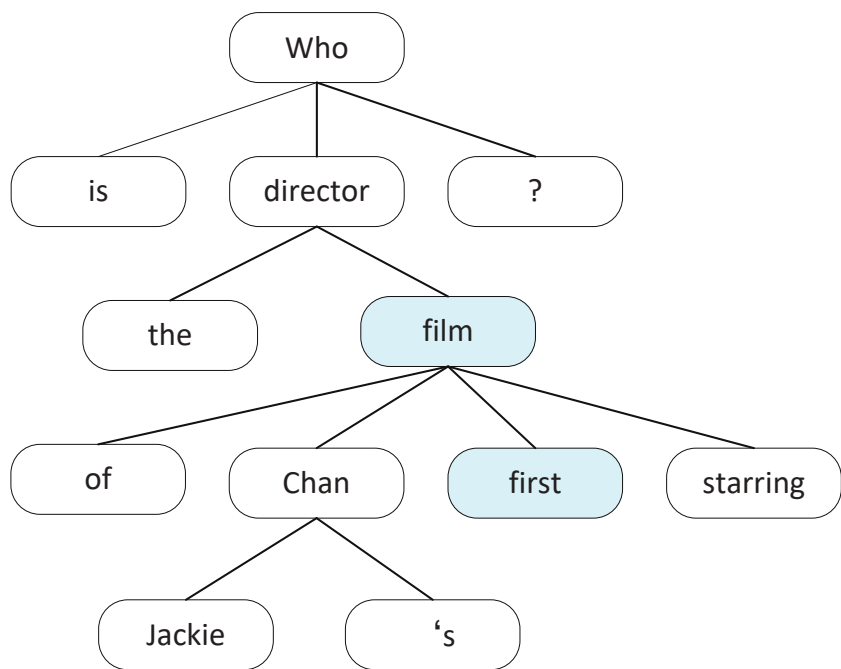 Who
is director ?
the film
of Chan first starring
Jackie ‘s